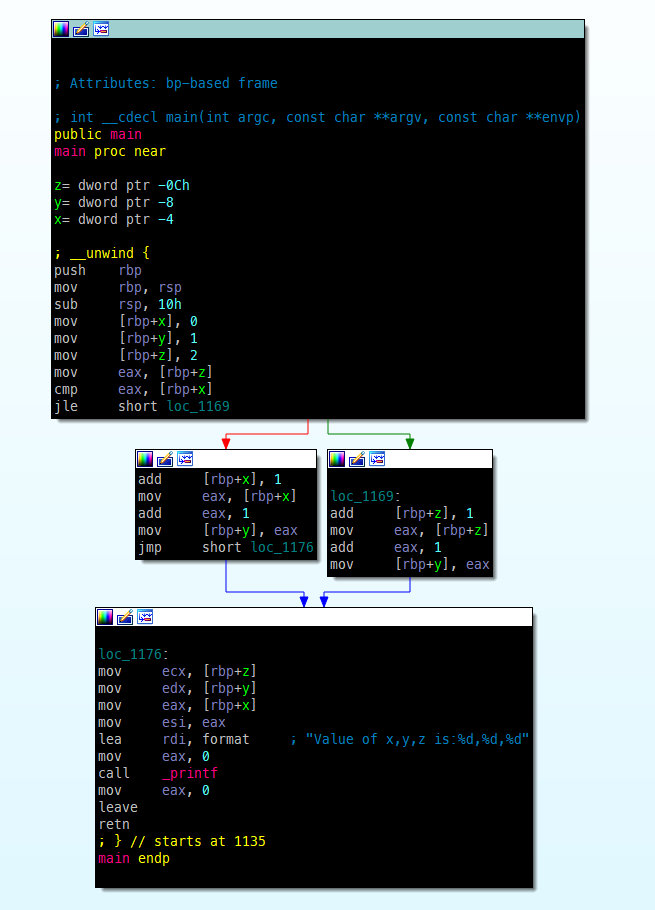 ; Attributes: bp-based frame
; int __cdecl main(int argc, const char **argv, const char **envp)
public main
main proc near
z= dword ptr -0Ch
y= dword ptr -8
x= dword ptr -4
; __unwind {
push    rbp
mov     rbp, rsp
sub     rsp, 10h
mov     [rbp+x], 0
mov     [rbp+y], 1
mov     [rbp+z], 2
mov     eax, [rbp+z]
cmp     eax, [rbp+x]
jle     short loc_1169
add     [rbp+x], 1
mov     eax, [rbp+x]
add     eax, 1
mov     [rbp+y], eax
jmp     short loc_1176
loc_1169:
add     [rbp+z], 1
mov     eax, [rbp+z]
add     eax, 1
mov     [rbp+y], eax
loc_1176:
mov     ecx, [rbp+z]
mov     edx, [rbp+y]
mov     eax, [rbp+x]
mov     esi, eax
lea     rdi, format     ; "Value of x,y,z is:%d,%d,%d"
mov     eax, 0
call    _printf
mov     eax, 0
leave
retn
; } // starts at 1135
main endp